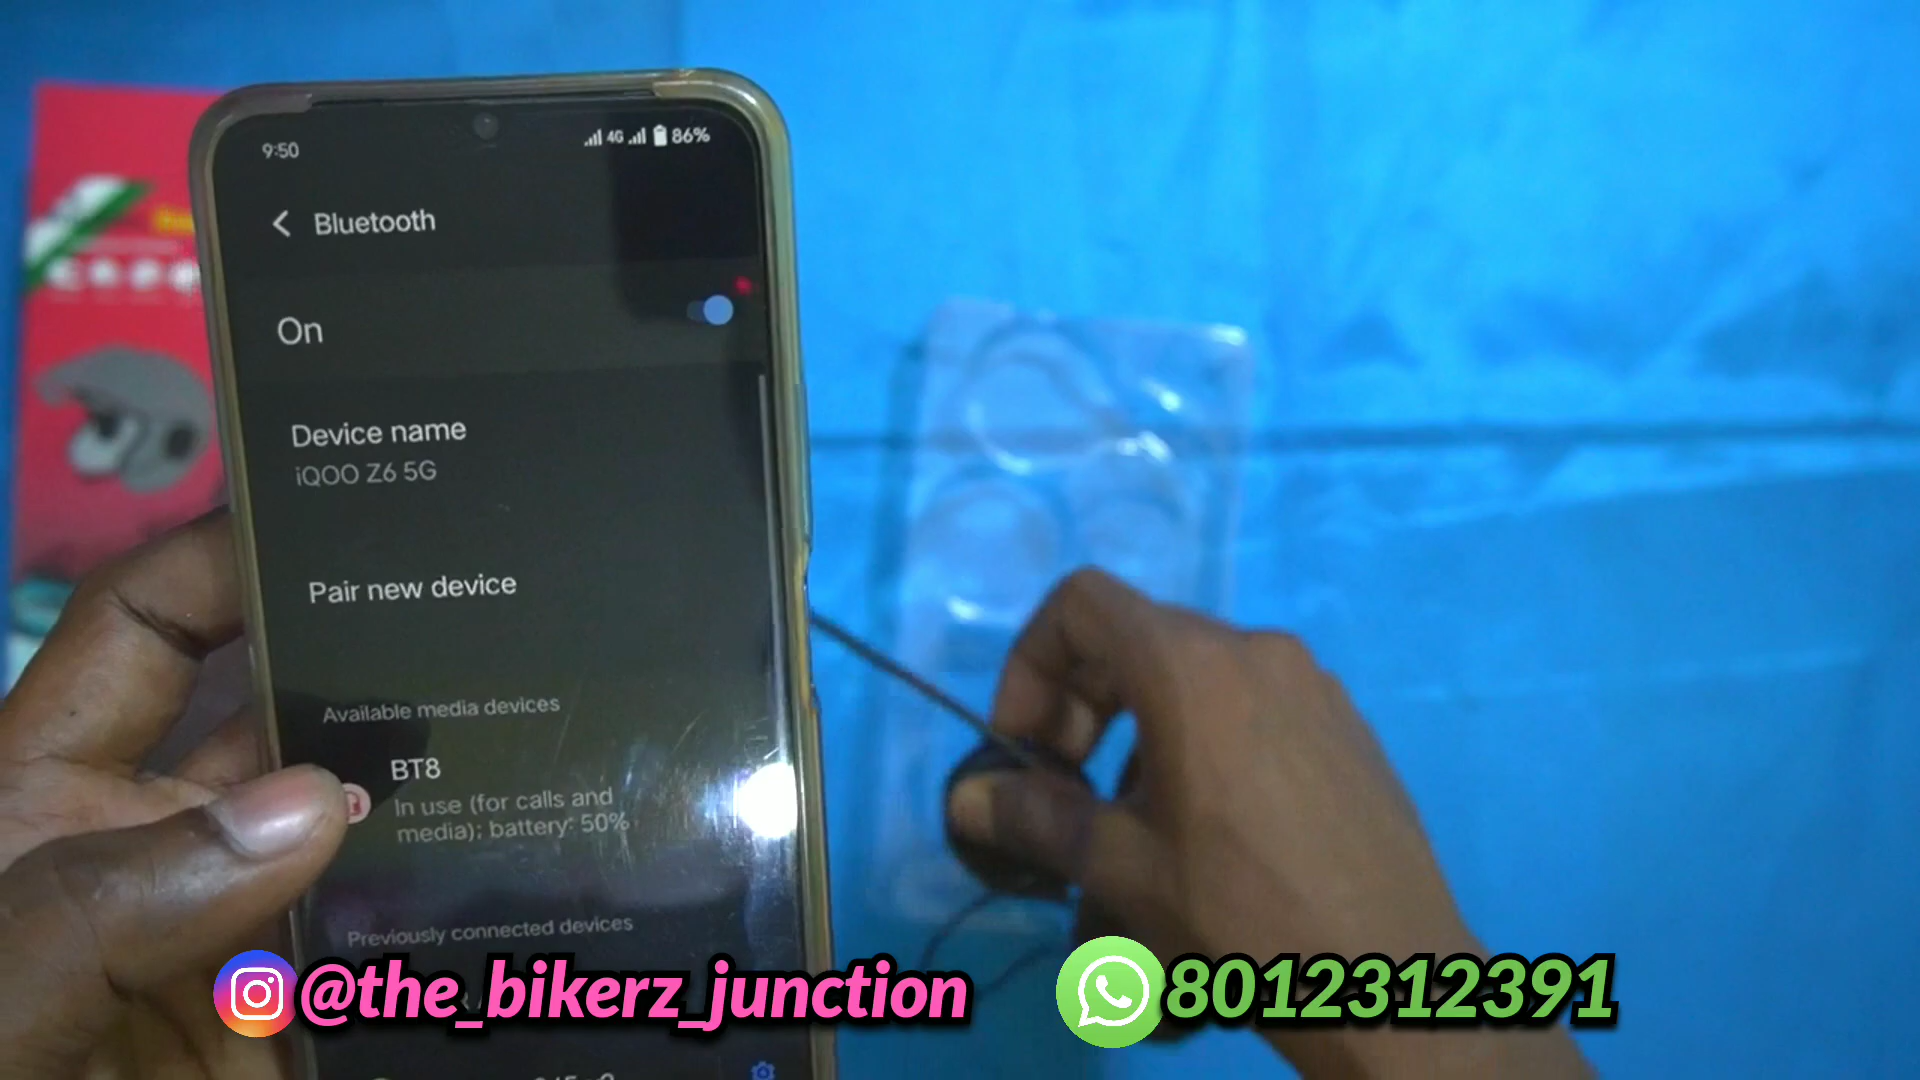 9:50
4G
86%
Bluetooth
On
Device name
iQOO Z6 5G
Pair new device
Available media devices
BT8
In use (for calls and
media); battery: 50%
Previously connected devices
@the_bikerz_junction
8012312391